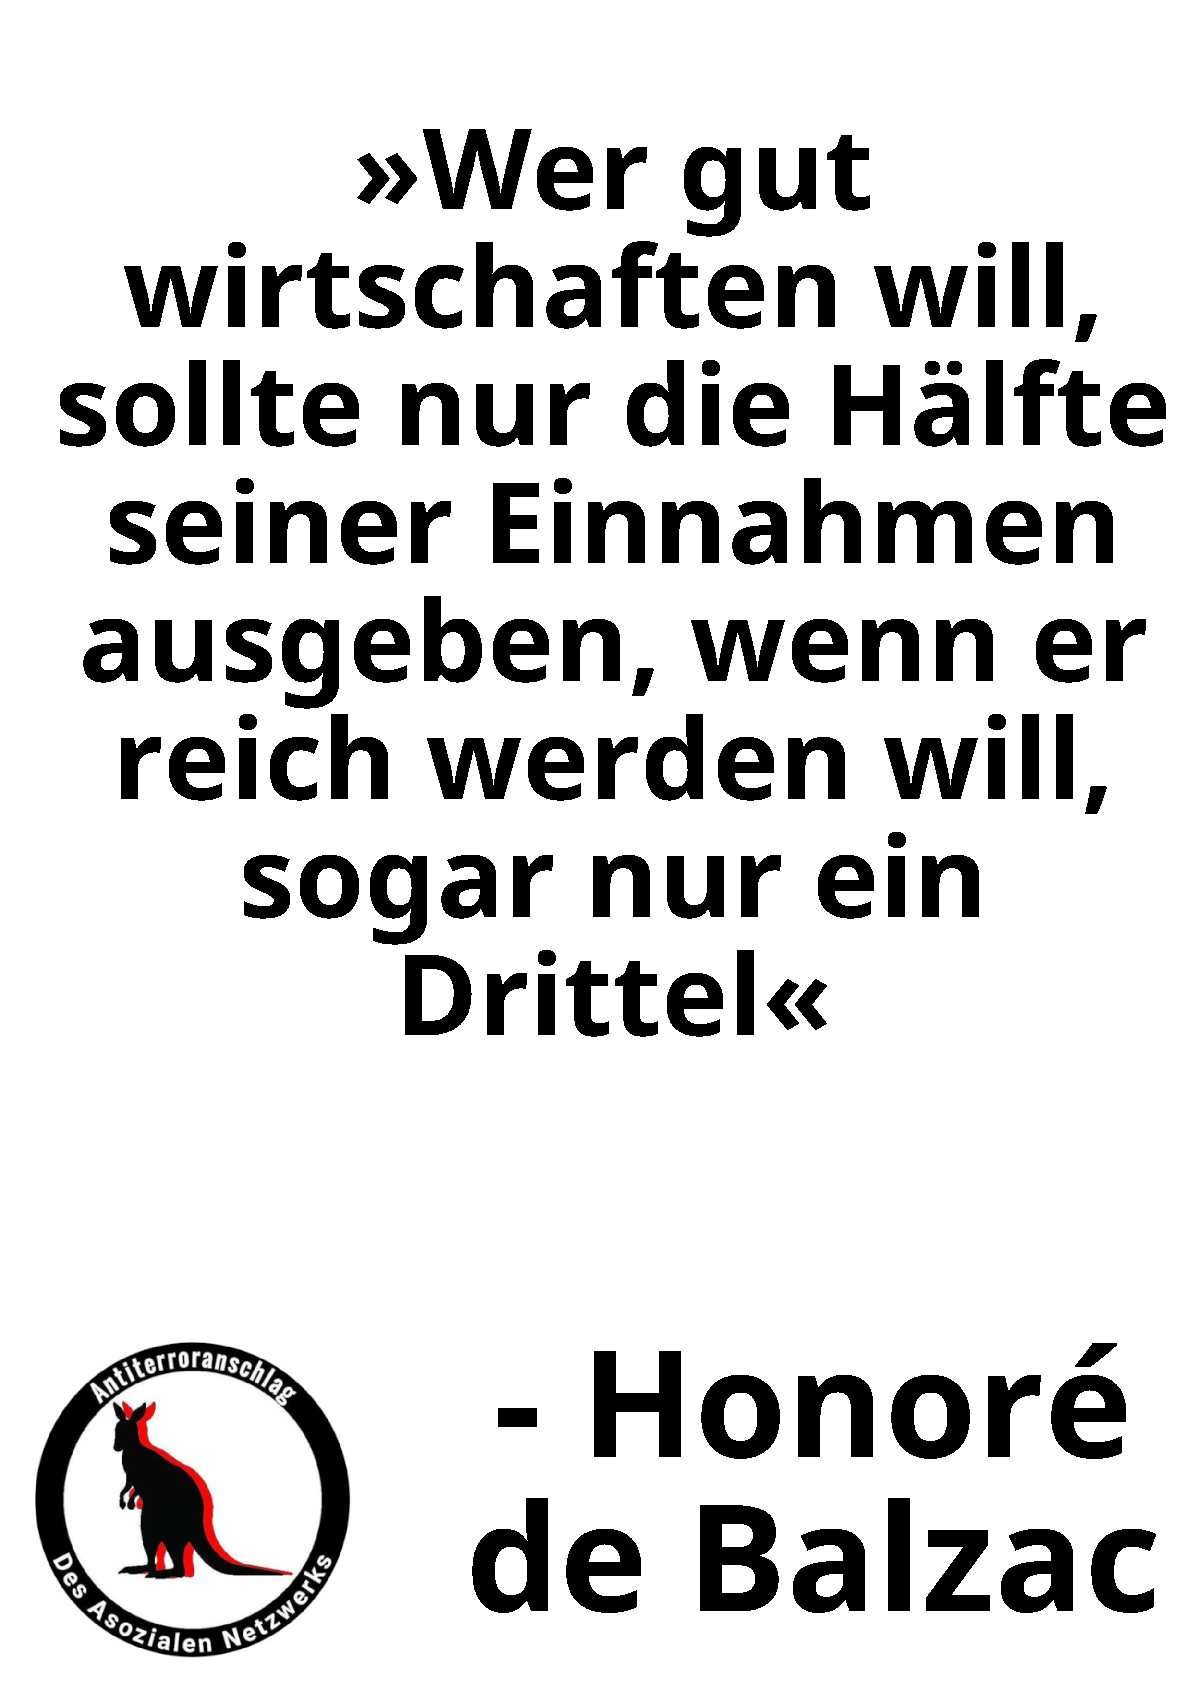 »Wer gut
wirtschaften will,
sollte nur die Hälfte
seiner Einnahmen
ausgeben, wenn er
reich werden will,
sogar nur ein
Drittel«
Antiterroranschlag
Des Asozialen Netzwerks
- Honoré
de Balzac